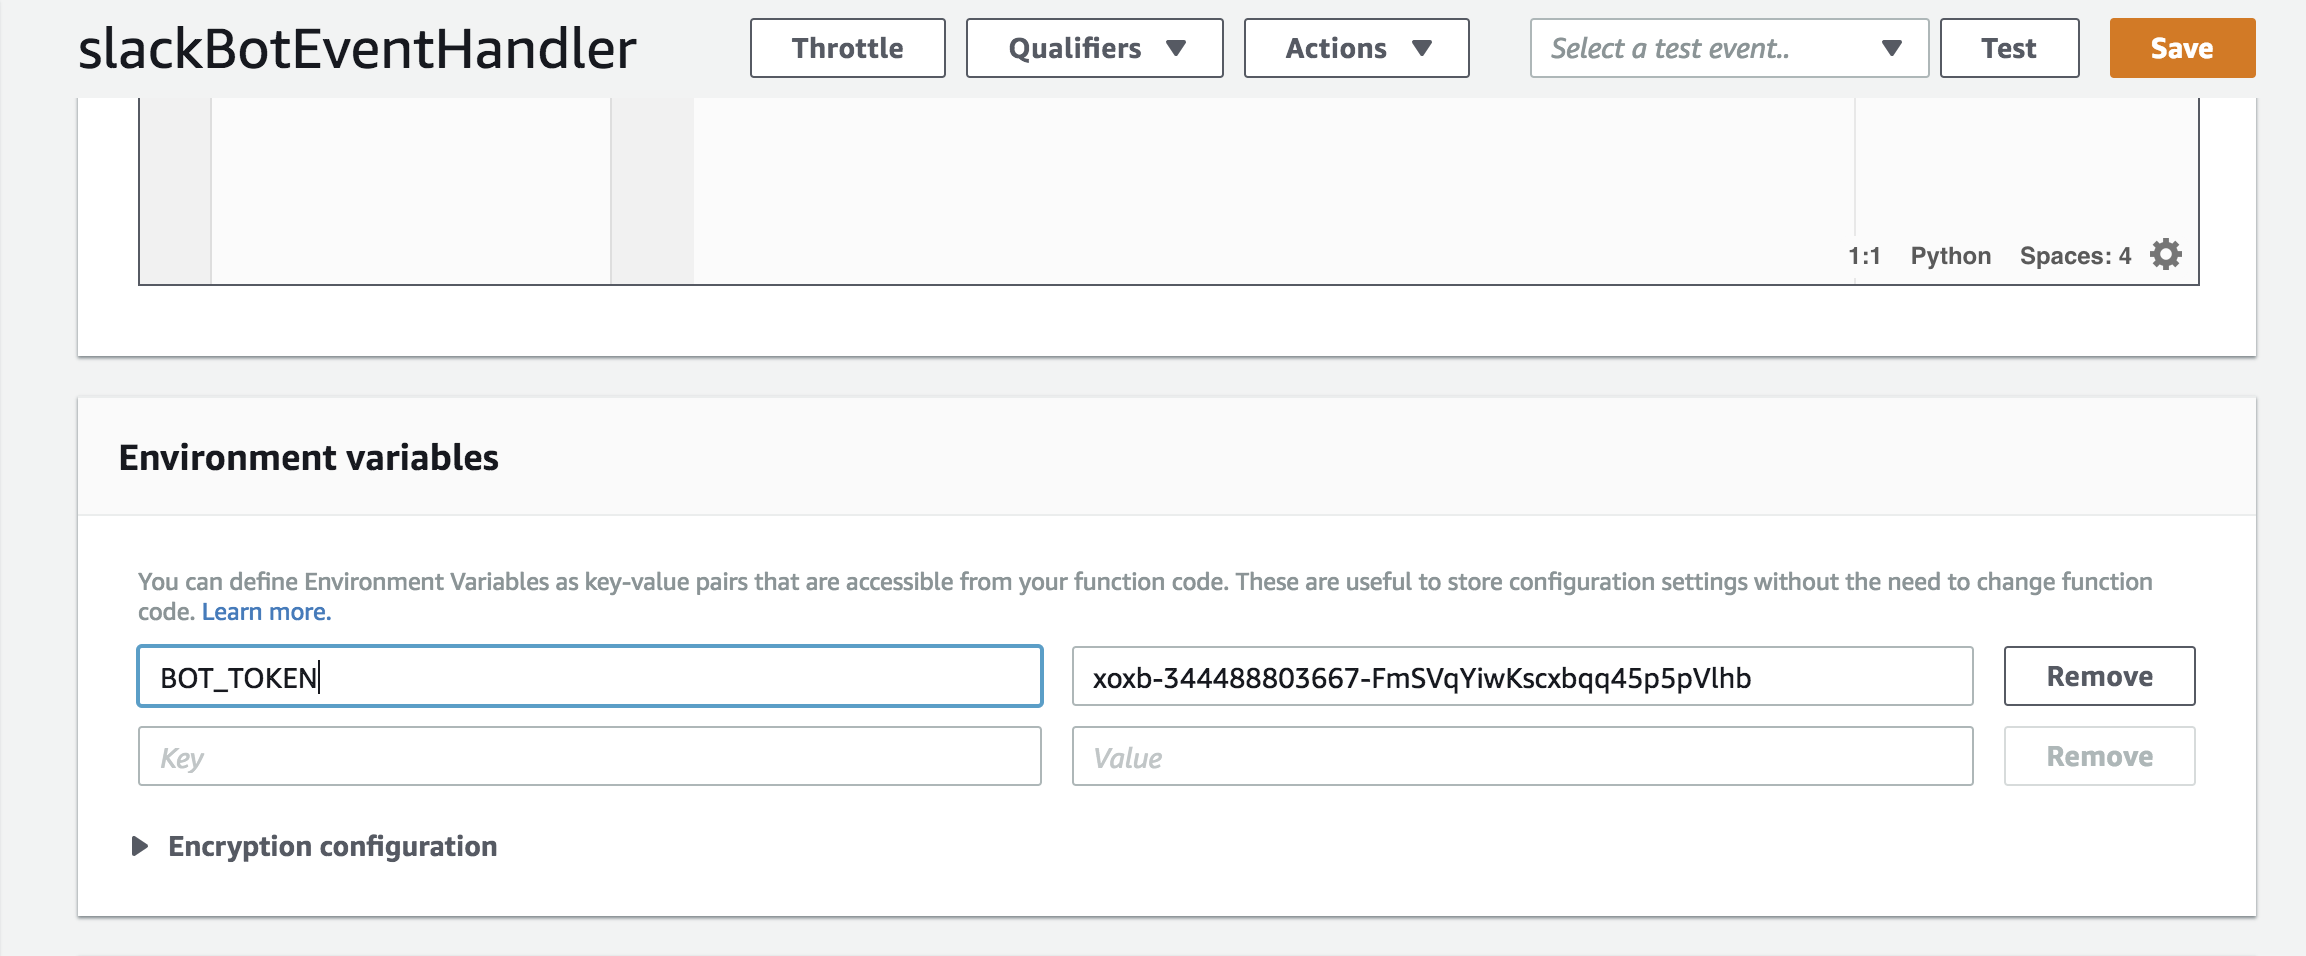 slackBotEventHandler
Throttle
Qualifiers
Actions
Select a test event..
Test
Save
1:1 Python Spaces: 4
Environment variables
You can define Environment Variables as key-value pairs that are accessible from your function code. These are useful to store configuration settings without the need to change function
code. Learn more.
BOT_TOKEN
xoxb-344488803667-FmSVqYiwKscxbqq45p5pVlhb
Remove
Key
Value
Remove
Encryption configuration